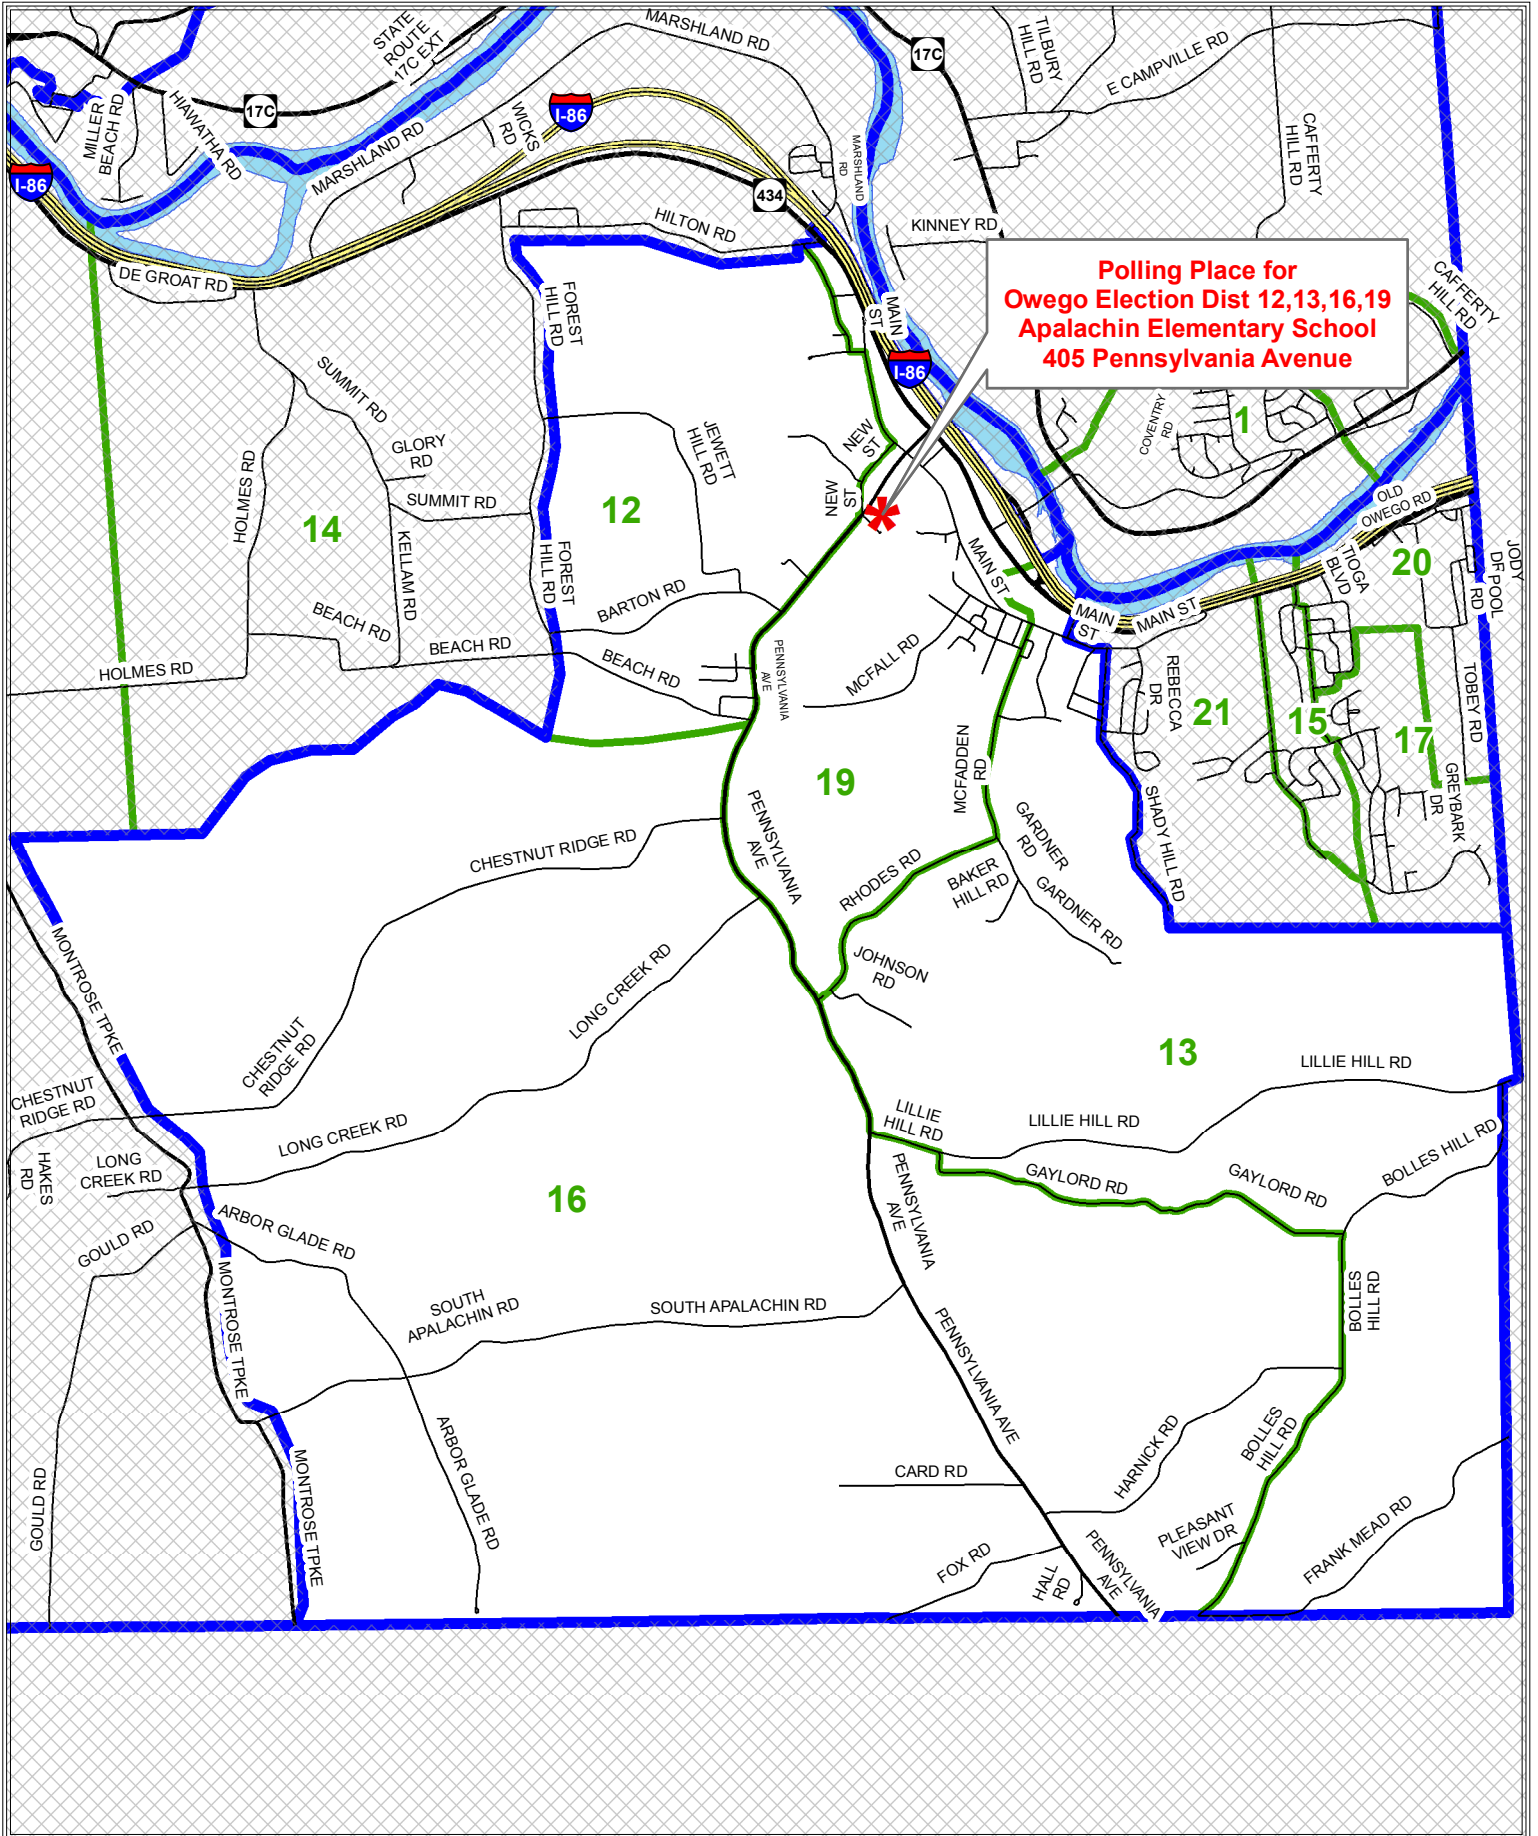 MARSHLAND RD
STATE
ROUTE
17C EXT
17C
TILBURY
HILL RD
E CAMPVILLE RD
MILLER
BEACH RD
HIAWATHA RD
17C
WICKS
RD
I-86
MARSHLAND RD
MARSHLAND
RD
CAFFERTY
HILL RD
I-86
434
HILTON RD
KINNEY RD
DE GROAT RD
Polling Place for
Owego Election Dist 12,13,16,19
Apalachin Elementary School
405 Pennsylvania Avenue
CAFFERTY
HILL RD
FOREST
HILL RD
MAIN
ST
I-86
SUMMIT RD
GLORY
RD
JEWETT
HILL RD
NEW
ST
COVENTRY
RD
1
HOLMES RD
SUMMIT RD
12
NEW
ST
OLD
OWEGO RD
14
KELLAM RD
FOREST
HILL RD
MAIN ST
TIOGA
BLVD
20
JODY
DEPOOL
RD
BEACH RD
BARTON RD
MAIN
ST
MAIN ST
BEACH RD
BEACH RD
PENNSYLVANIA
AVE
MCFALL RD
HOLMES RD
REBECCA
DR
21
15
17
TOBEY RD
19
MCFADDEN
RD
GREYBARK
DR
PENNSYLVANIA
AVE
SHADY HILL RD
CHESTNUT RIDGE RD
GARDNER
RD
RHODES RD
BAKER
HILL RD
GARDNER RD
MONTROSE TPKE
LONG CREEK RD
JOHNSON
RD
CHESTNUT
RIDGE RD
13
LILLIE HILL RD
CHESTNUT
RIDGE RD
LILLIE
HILL RD
LILLIE HILL RD
LONG CREEK RD
BOLLES HILL RD
HAKES
RD
LONG
CREEK RD
PENNSYLVANIA
AVE
GAYLORD RD
GAYLORD RD
16
GOULD RD
ARBOR GLADE RD
MONTROSE TPKE
SOUTH
APALACHIN RD
SOUTH APALACHIN RD
BOLLES
HILL RD
PENNSYLVANIA AVE
ARBOR GLADE RD
HARNICK RD
BOLLES
HILL RD
CARD RD
GOULD RD
MONTROSE TPKE
PLEASANT
VIEW DR
FRANK MEAD RD
FOX RD
HALL
RD
PENNSYLVANIA
AVE